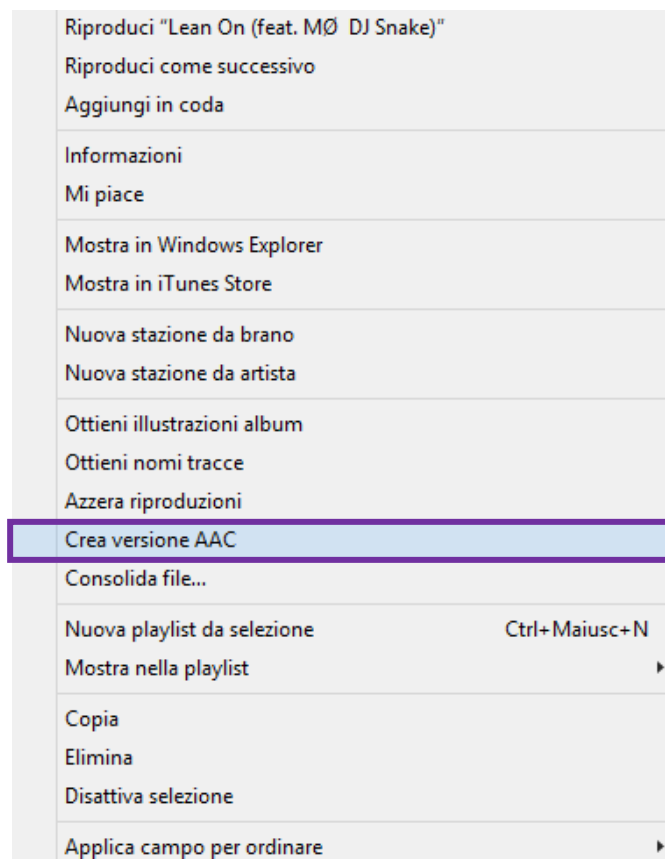 Riproduci "Lean On (feat. MØ  DJ Snake)"
Riproduci come successivo
Aggiungi in coda
Informazioni
Mi piace
Mostra in Windows Explorer
Mostra in iTunes Store
Nuova stazione da brano
Nuova stazione da artista
Ottieni illustrazioni album
Ottieni nomi tracce
Azzera riproduzioni
Crea versione AAC
Consolida file...
Nuova playlist da selezione Ctrl+Maiusc+N
Mostra nella playlist
Copia
Elimina
Disattiva selezione
Applica campo per ordinare